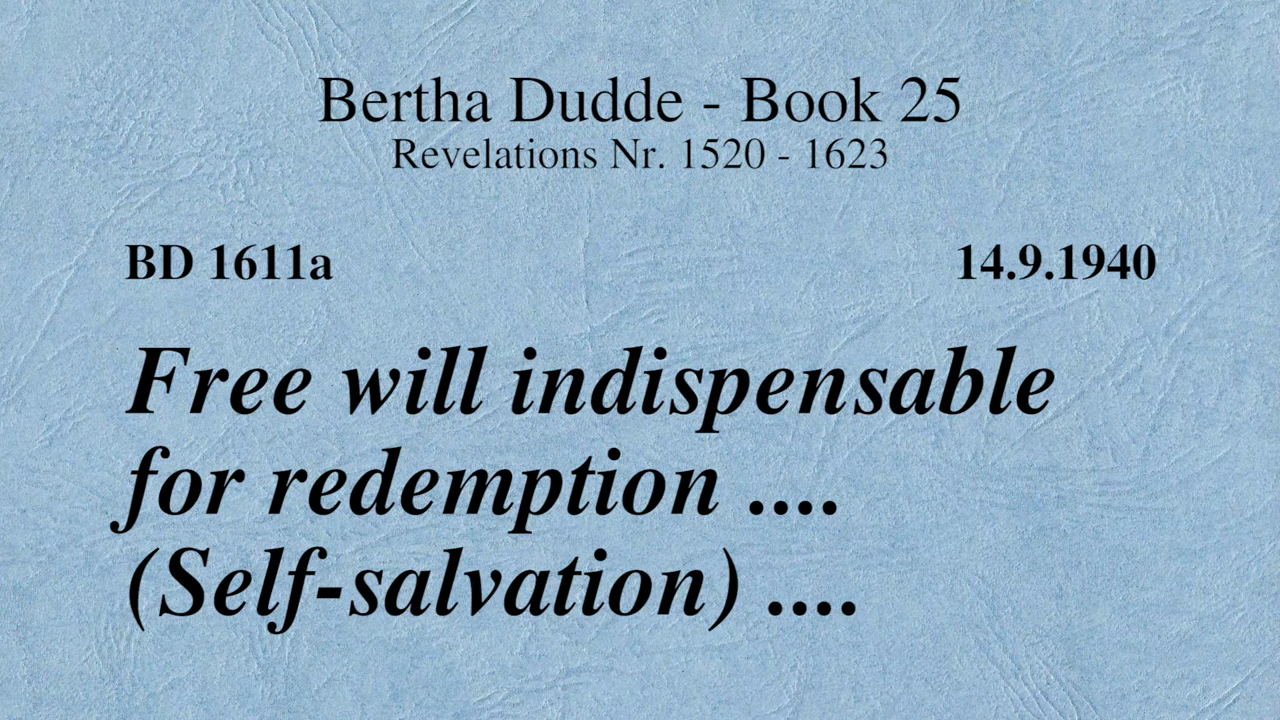 Bertha Dudde - Book 25
Revelations Nr. 1520 - 1623
BD 1611a 14.9.1940
Free will indispensable
for redemption ....
(Self-salvation) ....